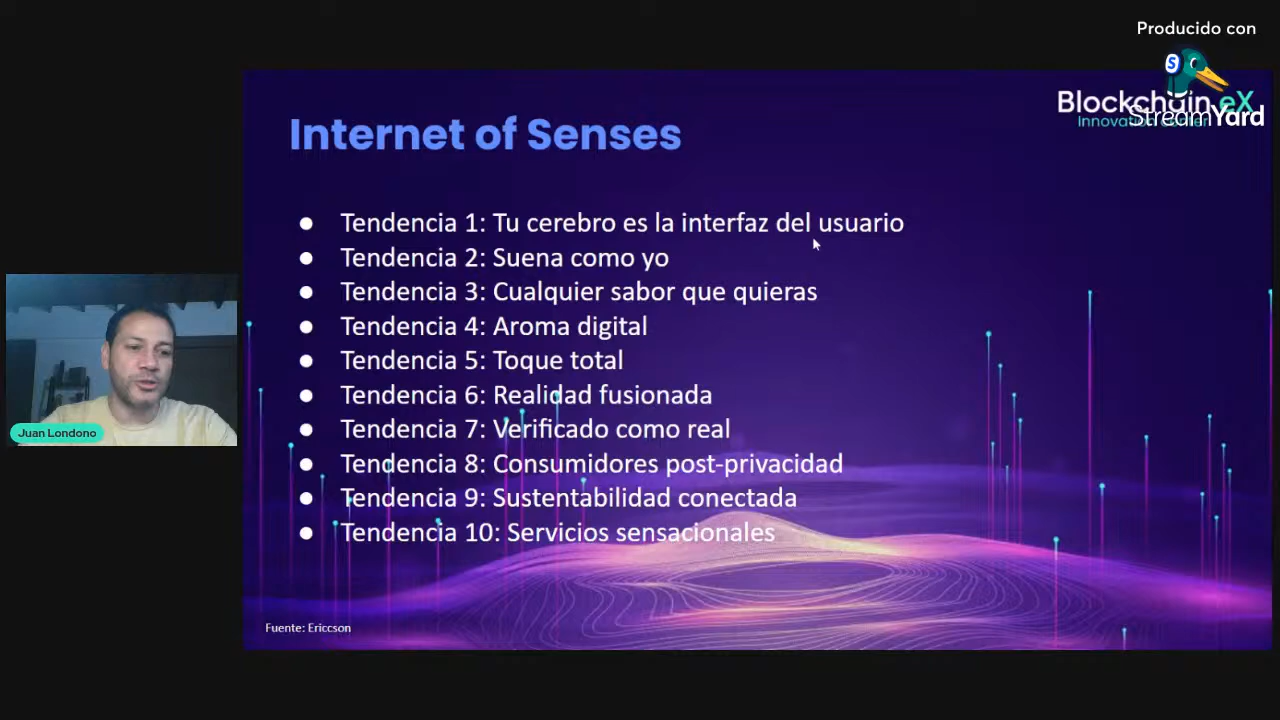 Producido con
StreamYard
Blockchain eX
Innovation Center
Internet of Senses
● Tendencia 1: Tu cerebro es la interfaz del usuario
● Tendencia 2: Suena como yo
● Tendencia 3: Cualquier sabor que quieras
● Tendencia 4: Aroma digital
● Tendencia 5: Toque total
● Tendencia 6: Realidad fusionada
● Tendencia 7: Verificado como real
● Tendencia 8: Consumidores post-privacidad
● Tendencia 9: Sustentabilidad conectada
● Tendencia 10: Servicios sensacionales
Juan Londono
Fuente: Ericcson